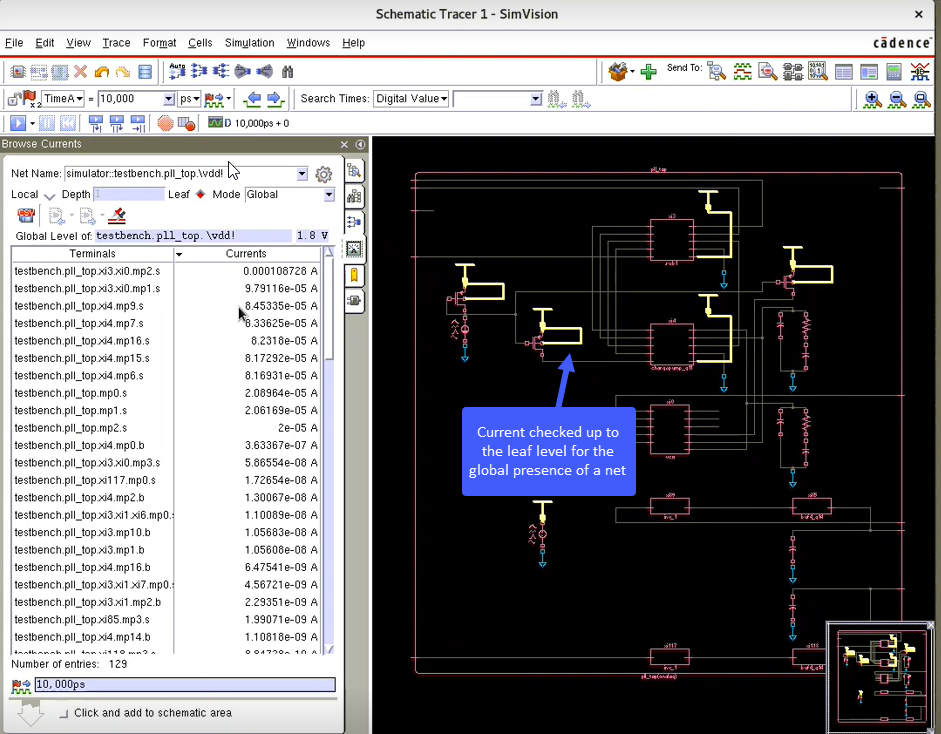 Schematic Tracer 1 - SimVision
File Edit View Trace Format Cells Simulation Windows Help
cādence
Auto
Send To:
TimeA = 10,000 ps
Search Times: Digital Value
10,000ps + 0
Browse Currents
Net Name: simulator::testbench.pll_top.\vdd!
Local Depth 1 Leaf Mode Global
Global Level of: testbench.pll_top.\vdd! 1.8 V
Terminals Currents
testbench.pll_top.xi3.xi0.mp2.s 0.000108728 A
testbench.pll_top.xi3.xi0.mp1.s 9.79116e-05 A
testbench.pll_top.xi4.mp9.s 8.45335e-05 A
testbench.pll_top.xi4.mp7.s 8.33625e-05 A
testbench.pll_top.xi4.mp16.s 8.2318e-05 A
testbench.pll_top.xi4.mp15.s 8.17292e-05 A
testbench.pll_top.xi4.mp6.s 8.16931e-05 A
testbench.pll_top.mp0.s 2.08964e-05 A
testbench.pll_top.mp1.s 2.06169e-05 A
testbench.pll_top.mp2.s 2e-05 A
testbench.pll_top.xi4.mp0.b 3.63367e-07 A
testbench.pll_top.xi3.xi0.mp3.s 5.86554e-08 A
testbench.pll_top.xi117.mp0.s 1.72654e-08 A
testbench.pll_top.xi4.mp2.b 1.30067e-08 A
testbench.pll_top.xi3.xi1.xi6.mp0.s 1.10089e-08 A
testbench.pll_top.xi3.mp10.b 1.05683e-08 A
testbench.pll_top.xi3.mp1.b 1.05608e-08 A
testbench.pll_top.xi4.mp16.b 6.47541e-09 A
testbench.pll_top.xi3.xi1.xi7.mp0.s 4.56721e-09 A
testbench.pll_top.xi3.xi1.mp2.b 2.29351e-09 A
testbench.pll_top.xi85.mp3.s 1.99071e-09 A
testbench.pll_top.xi4.mp14.b 1.10818e-09 A
Number of entries: 129
10,000ps
Click and add to schematic area
pll_top
xi3
xi4
chargepump_gfl
xi0
vco
Current checked up to
the leaf level for the
global presence of a net
inv_1
xi117
inv_1
xi118
pll_top(analog)